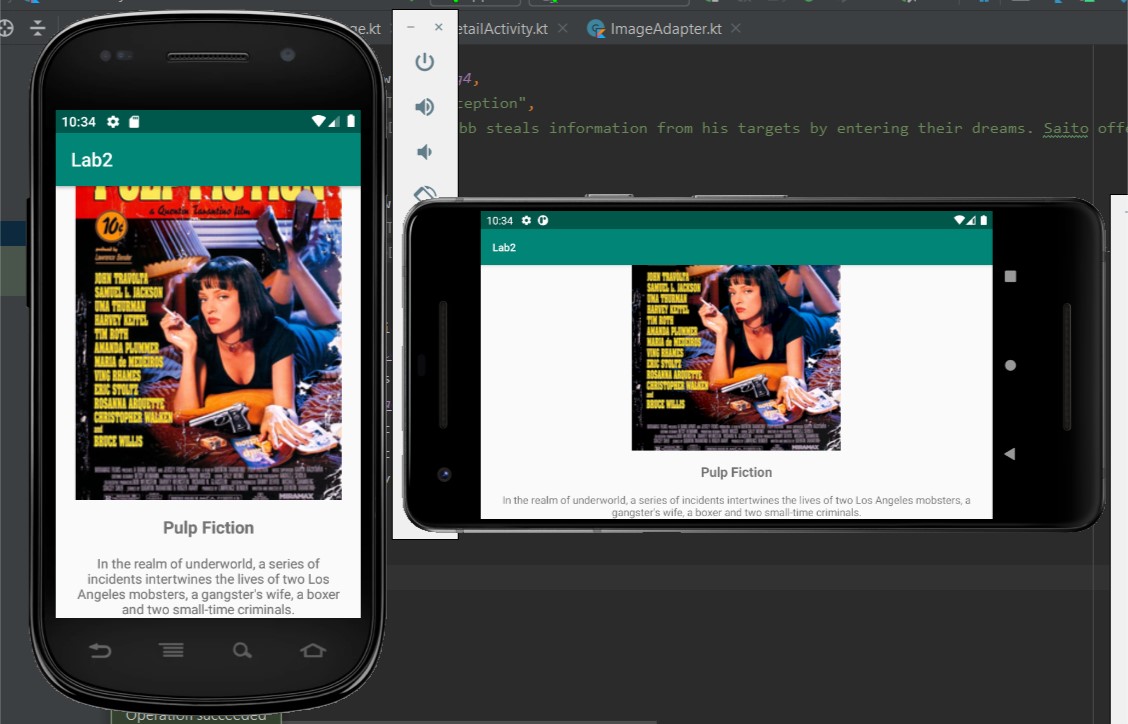 ge.kt
etailActivity.kt
ImageAdapter.kt
g4,
ception",
bb steals information from his targets by entering their dreams. Saito offe
10:34
Lab2
PULP FICTION
a Quentin Tarantino film
10¢
produced by
Lawrence Bender
JOHN TRAVOLTA
SAMUEL L. JACKSON
UMA THURMAN
HARVEY KEITEL
TIM ROTH
AMANDA PLUMMER
MARIA de MEDEIROS
VING RHAMES
ERIC STOLTZ
ROSANNA ARQUETTE
CHRISTOPHER WALKEN
and
BRUCE WILLIS
MIRAMAX
Pulp Fiction
In the realm of underworld, a series of
incidents intertwines the lives of two Los
Angeles mobsters, a gangster's wife, a boxer
and two small-time criminals.
10:34
Lab2
JOHN TRAVOLTA
SAMUEL L. JACKSON
UMA THURMAN
HARVEY KEITEL
TIM ROTH
AMANDA PLUMMER
MARIA de MEDEIROS
VING RHAMES
ERIC STOLTZ
ROSANNA ARQUETTE
CHRISTOPHER WALKEN
and
BRUCE WILLIS
Pulp Fiction
In the realm of underworld, a series of incidents intertwines the lives of two Los Angeles mobsters, a
gangster's wife, a boxer and two small-time criminals.
Operation succeeded